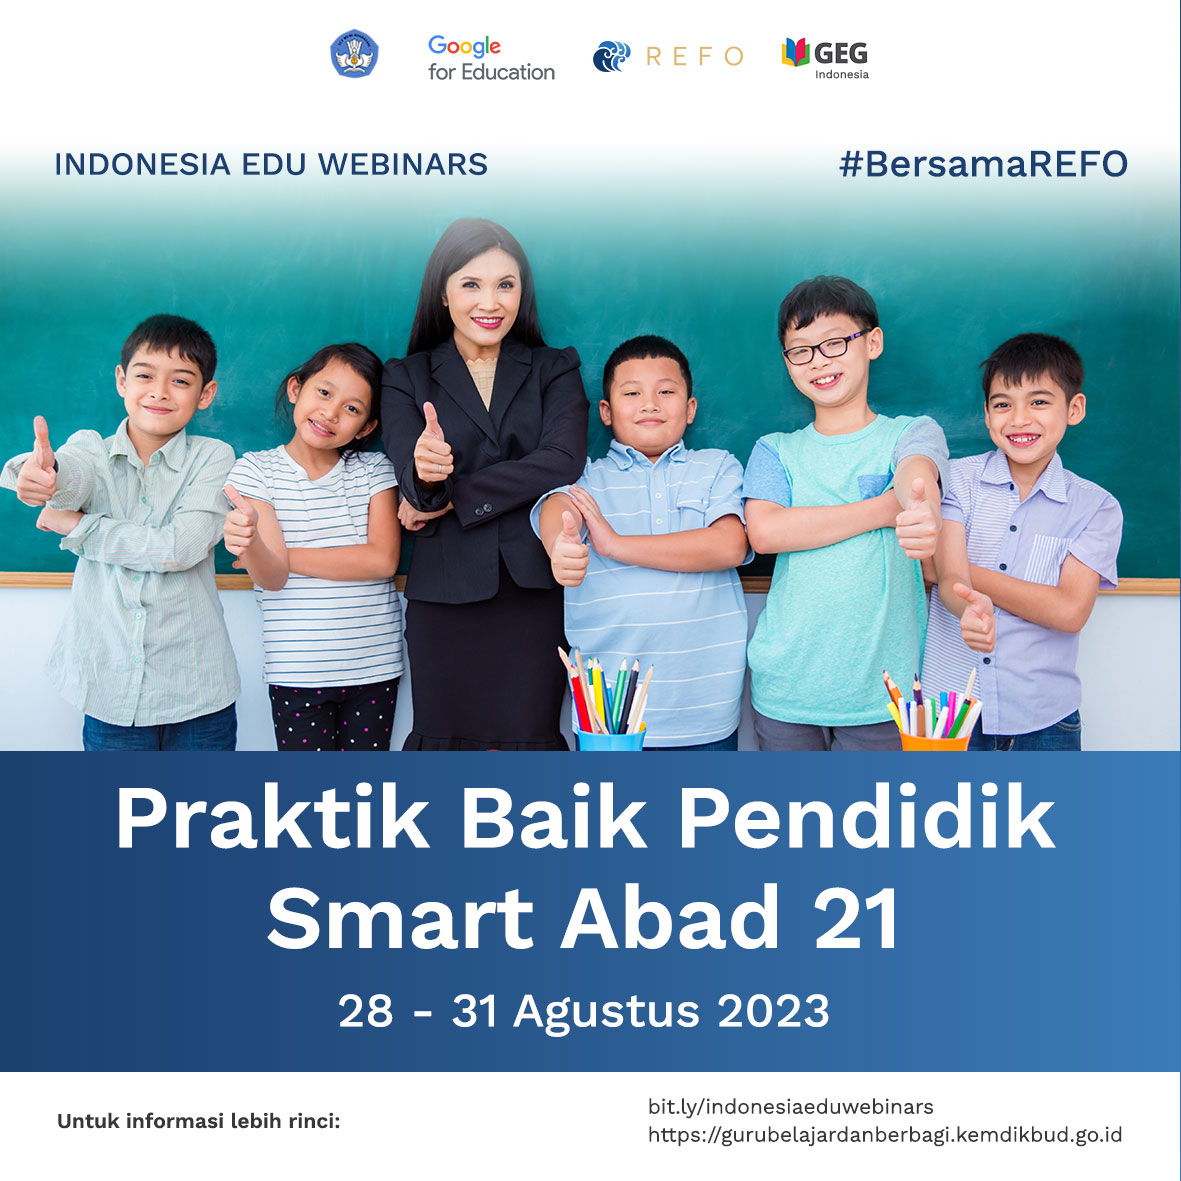 Google
for Education
REFO
GEG
Indonesia
INDONESIA EDU WEBINARS
#BersamaREFO
Praktik Baik Pendidik
Smart Abad 21
28 - 31 Agustus 2023
Untuk informasi lebih rinci:
bit.ly/indonesiaeduwebinars
https://gurubelajardanberbagi.kemdikbud.go.id